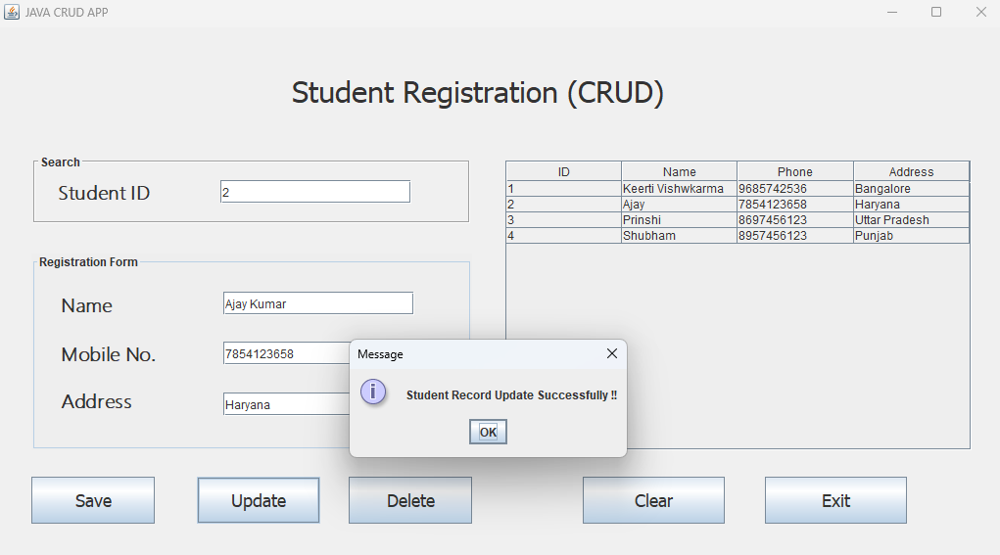 JAVA CRUD APP
Student Registration (CRUD)
Search
Student ID 2
ID Name Phone Address
1 Keerti Vishwkarma 9685742536 Bangalore
2 Ajay 7854123658 Haryana
3 Prinshi 8697456123 Uttar Pradesh
4 Shubham 8957456123 Punjab
Registration Form
Name Ajay Kumar
Mobile No. 7854123658
Address Haryana
Message
Student Record Update Successfully !!
OK
Save Update Delete Clear Exit